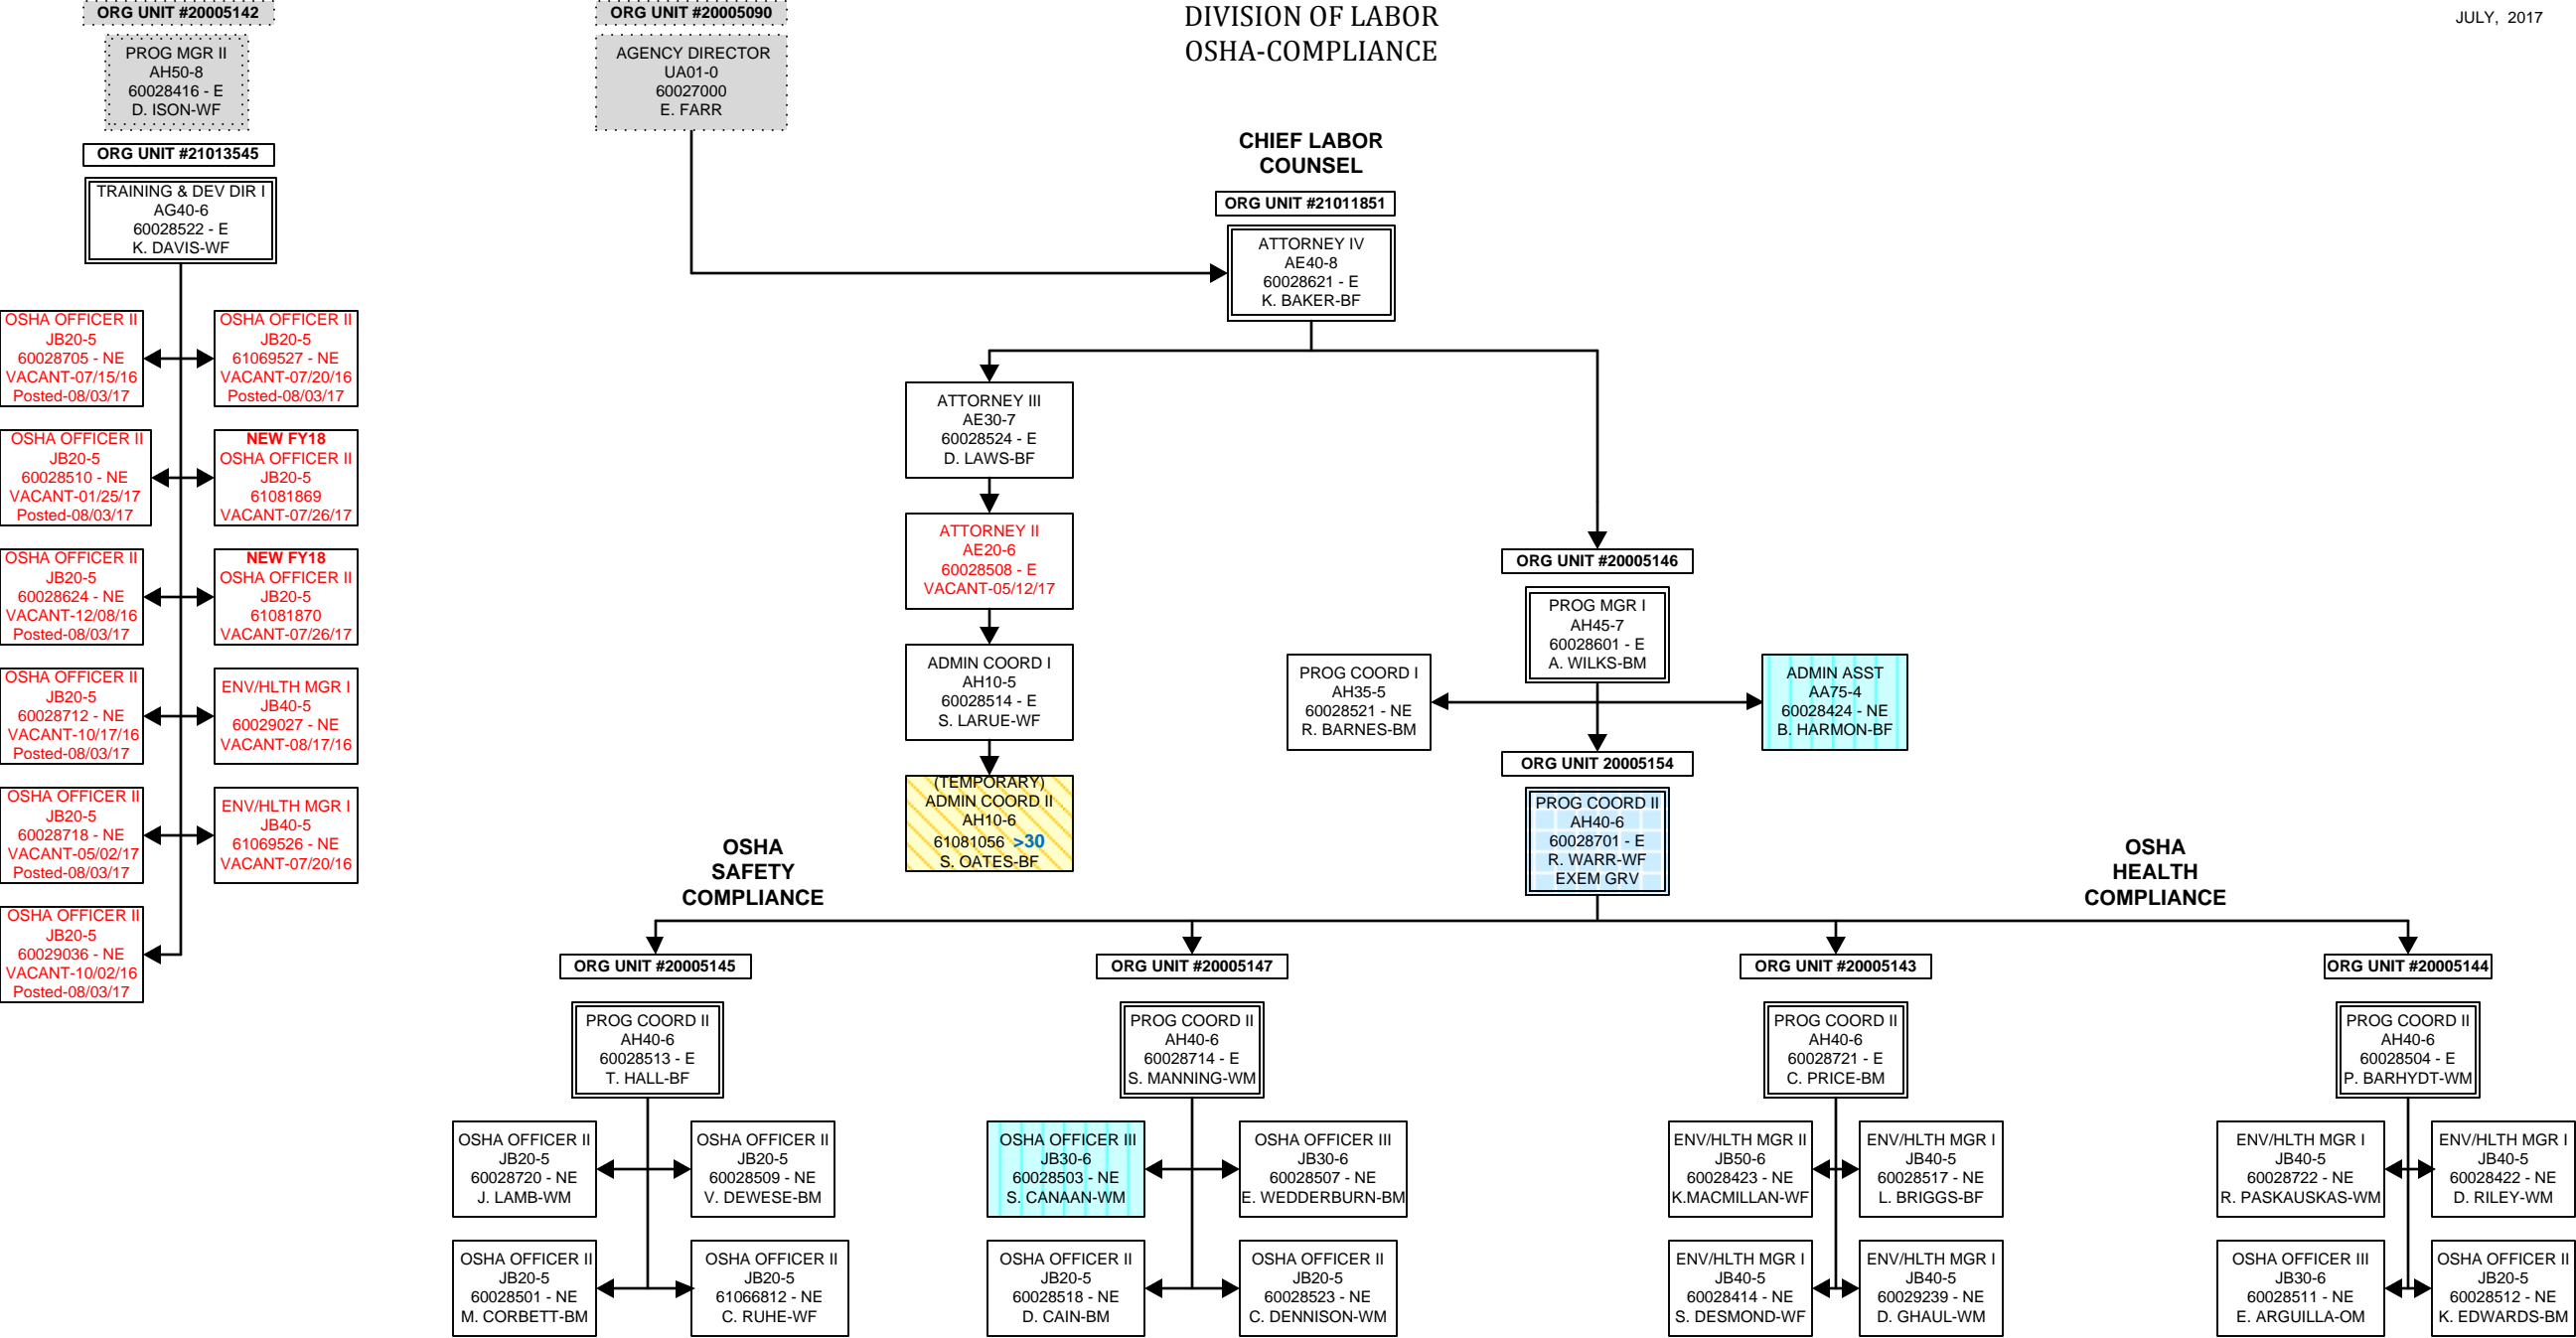 DIVISION OF LABOR
OSHA-COMPLIANCE
JULY, 2017
ORG UNIT #20005142
PROG MGR II
AH50-8
60028416 - E
D. ISON-WF
ORG UNIT #21013545
TRAINING & DEV DIR I
AG40-6
60028522 - E
K. DAVIS-WF
OSHA OFFICER II
JB20-5
60028705 - NE
VACANT-07/15/16
Posted-08/03/17
OSHA OFFICER II
JB20-5
61069527 - NE
VACANT-07/20/16
Posted-08/03/17
OSHA OFFICER II
JB20-5
60028510 - NE
VACANT-01/25/17
Posted-08/03/17
NEW FY18
OSHA OFFICER II
JB20-5
61081869
VACANT-07/26/17
OSHA OFFICER II
JB20-5
60028624 - NE
VACANT-12/08/16
Posted-08/03/17
NEW FY18
OSHA OFFICER II
JB20-5
61081870
VACANT-07/26/17
OSHA OFFICER II
JB20-5
60028712 - NE
VACANT-10/17/16
Posted-08/03/17
ENV/HLTH MGR I
JB40-5
60029027 - NE
VACANT-08/17/16
OSHA OFFICER II
JB20-5
60028718 - NE
VACANT-05/02/17
Posted-08/03/17
ENV/HLTH MGR I
JB40-5
61069526 - NE
VACANT-07/20/16
OSHA OFFICER II
JB20-5
60029036 - NE
VACANT-10/02/16
Posted-08/03/17
ORG UNIT #20005090
AGENCY DIRECTOR
UA01-0
60027000
E. FARR
CHIEF LABOR
COUNSEL
ORG UNIT #21011851
ATTORNEY IV
AE40-8
60028621 - E
K. BAKER-BF
ATTORNEY III
AE30-7
60028524 - E
D. LAWS-BF
ATTORNEY II
AE20-6
60028508 - E
VACANT-05/12/17
ADMIN COORD I
AH10-5
60028514 - E
S. LARUE-WF
(TEMPORARY)
ADMIN COORD II
AH10-6
61081056 >30
S. OATES-BF
ORG UNIT #20005146
PROG MGR I
AH45-7
60028601 - E
A. WILKS-BM
PROG COORD I
AH35-5
60028521 - NE
R. BARNES-BM
ADMIN ASST
AA75-4
60028424 - NE
B. HARMON-BF
ORG UNIT 20005154
PROG COORD II
AH40-6
60028701 - E
R. WARR-WF
EXEM GRV
OSHA
SAFETY
COMPLIANCE
OSHA
HEALTH
COMPLIANCE
ORG UNIT #20005145
PROG COORD II
AH40-6
60028513 - E
T. HALL-BF
OSHA OFFICER II
JB20-5
60028720 - NE
J. LAMB-WM
OSHA OFFICER II
JB20-5
60028509 - NE
V. DEWESE-BM
OSHA OFFICER II
JB20-5
60028501 - NE
M. CORBETT-BM
OSHA OFFICER II
JB20-5
61066812 - NE
C. RUHE-WF
ORG UNIT #20005147
PROG COORD II
AH40-6
60028714 - E
S. MANNING-WM
OSHA OFFICER III
JB30-6
60028503 - NE
S. CANAAN-WM
OSHA OFFICER III
JB30-6
60028507 - NE
E. WEDDERBURN-BM
OSHA OFFICER II
JB20-5
60028518 - NE
D. CAIN-BM
OSHA OFFICER II
JB20-5
60028523 - NE
C. DENNISON-WM
ORG UNIT #20005143
PROG COORD II
AH40-6
60028721 - E
C. PRICE-BM
ENV/HLTH MGR II
JB50-6
60028423 - NE
K.MACMILLAN-WF
ENV/HLTH MGR I
JB40-5
60028517 - NE
L. BRIGGS-BF
ENV/HLTH MGR I
JB40-5
60028414 - NE
S. DESMOND-WF
ENV/HLTH MGR I
JB40-5
60029239 - NE
D. GHAUL-WM
ORG UNIT #20005144
PROG COORD II
AH40-6
60028504 - E
P. BARHYDT-WM
ENV/HLTH MGR I
JB40-5
60028722 - NE
R. PASKAUSKAS-WM
ENV/HLTH MGR I
JB40-5
60028422 - NE
D. RILEY-WM
OSHA OFFICER III
JB30-6
60028511 - NE
E. ARGUILLA-OM
OSHA OFFICER II
JB20-5
60028512 - NE
K. EDWARDS-BM